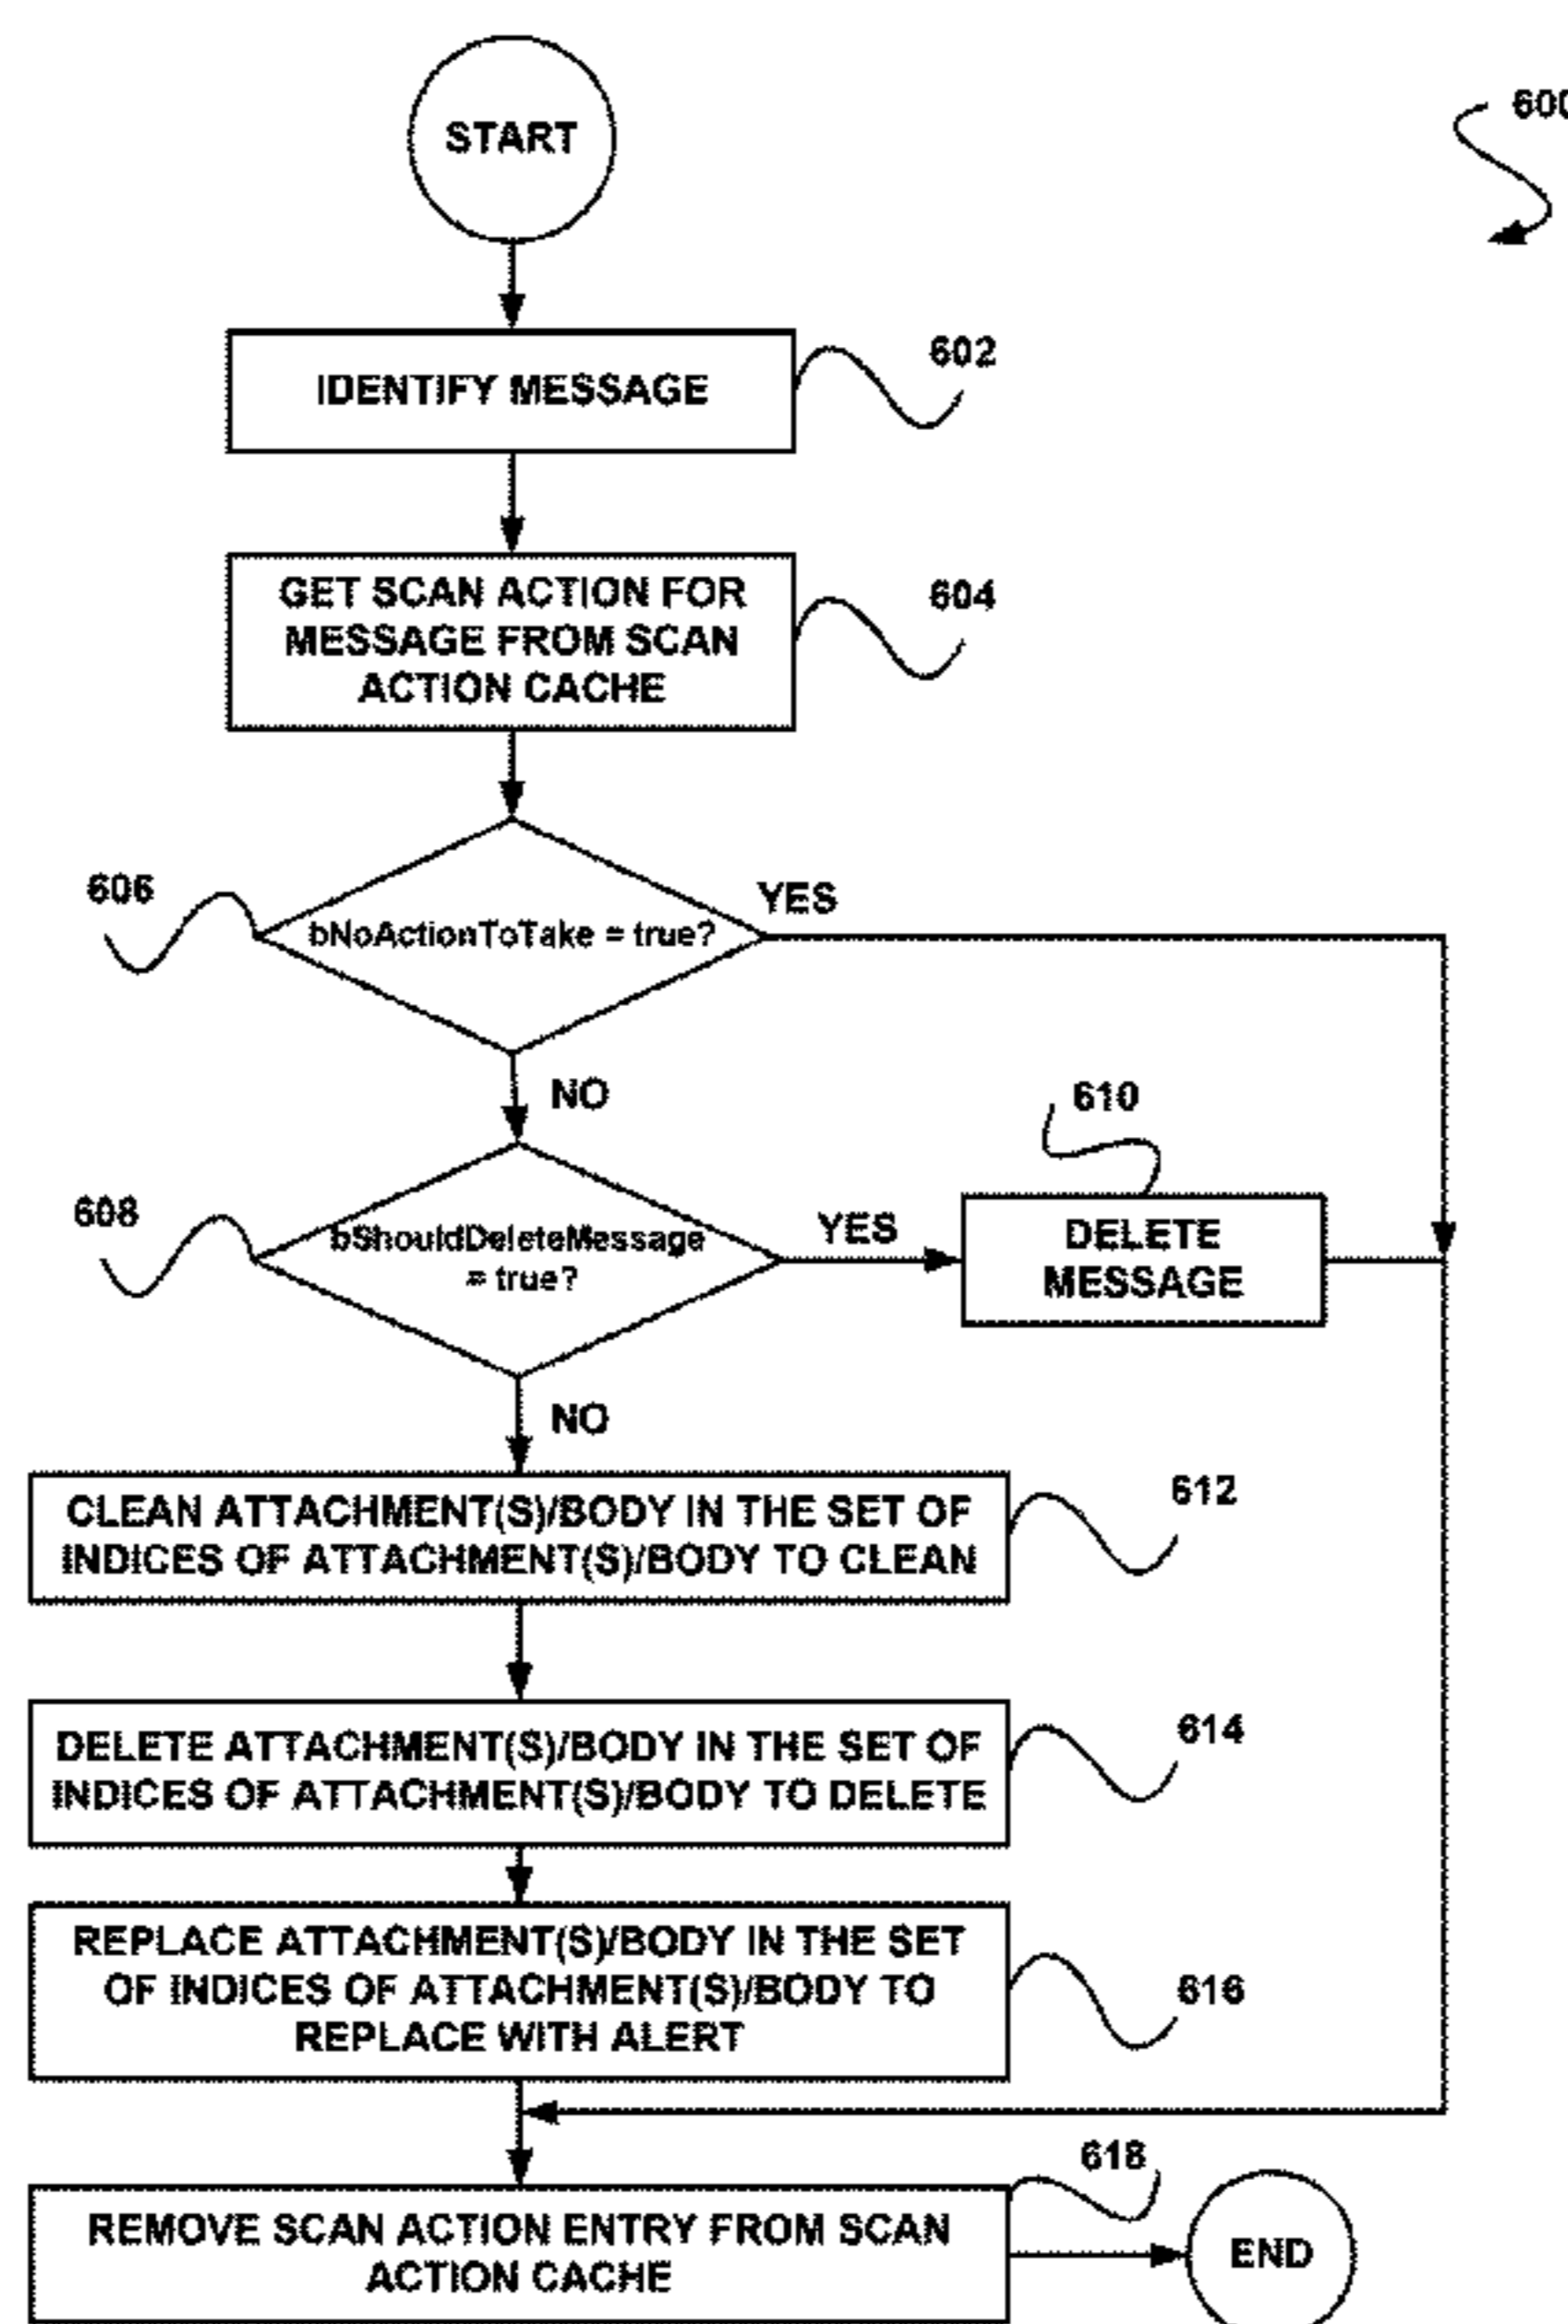 START
600
IDENTIFY MESSAGE
602
GET SCAN ACTION FOR
MESSAGE FROM SCAN
ACTION CACHE
604
606
bNoActionToTake = true?
YES
NO
608
bShouldDeleteMessage
= true?
YES
610
DELETE
MESSAGE
NO
CLEAN ATTACHMENT(S)/BODY IN THE SET OF
INDICES OF ATTACHMENT(S)/BODY TO CLEAN
612
DELETE ATTACHMENT(S)/BODY IN THE SET OF
INDICES OF ATTACHMENT(S)/BODY TO DELETE
614
REPLACE ATTACHMENT(S)/BODY IN THE SET
OF INDICES OF ATTACHMENT(S)/BODY TO
REPLACE WITH ALERT
616
618
REMOVE SCAN ACTION ENTRY FROM SCAN
ACTION CACHE
END